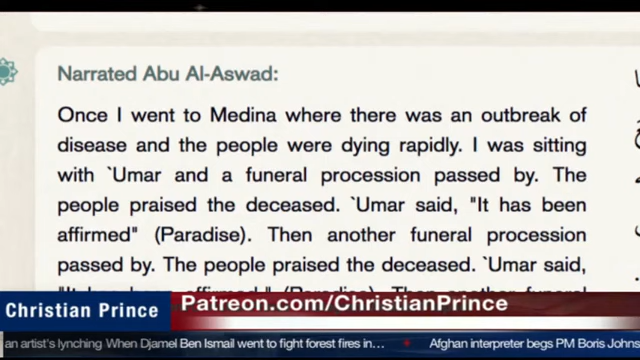 Narrated Abu Al-Aswad:
Once I went to Medina where there was an outbreak of
disease and the people were dying rapidly. I was sitting
with `Umar and a funeral procession passed by. The
people praised the deceased. `Umar said, "It has been
affirmed" (Paradise). Then another funeral procession
passed by. The people praised the deceased. `Umar said,
Christian Prince
Patreon.com/ChristianPrince
an artist's lynching When Djamel Ben Ismail went to fight forest fires in... Afghan interpreter begs PM Boris Johns